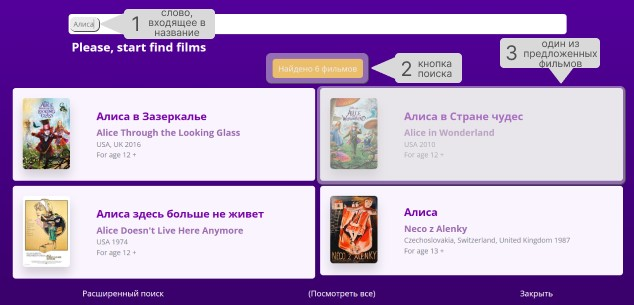 Алиса
1
слово,
входящее в
название
Please, start find films
Найдено 6 фильмов
2
кнопка
поиска
3
один из
предложенных
фильмов
Алиса в Зазеркалье
Alice Through the Looking Glass
USA, UK 2016
For age 12 +
Алиса в Стране чудес
Alice in Wonderland
USA 2010
For age 12 +
Алиса здесь больше не живет
Alice Doesn't Live Here Anymore
USA 1974
For age 12 +
Алиса
Neco z Alenky
Czechoslovakia, Switzerland, United Kingdom 1987
For age 13 +
NECO Z ALENKY
Расширенный поиск
(Посмотреть все)
Закрыть